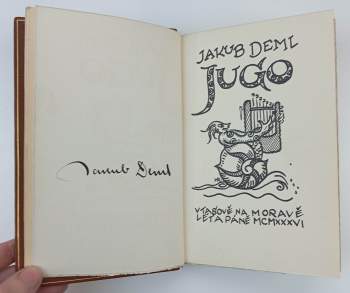 Jakub Deml
JAKUB DEML
JUGO
V TASOVĚ NA MORAVĚ
LÉTA PÁNĚ MCMXXXVI